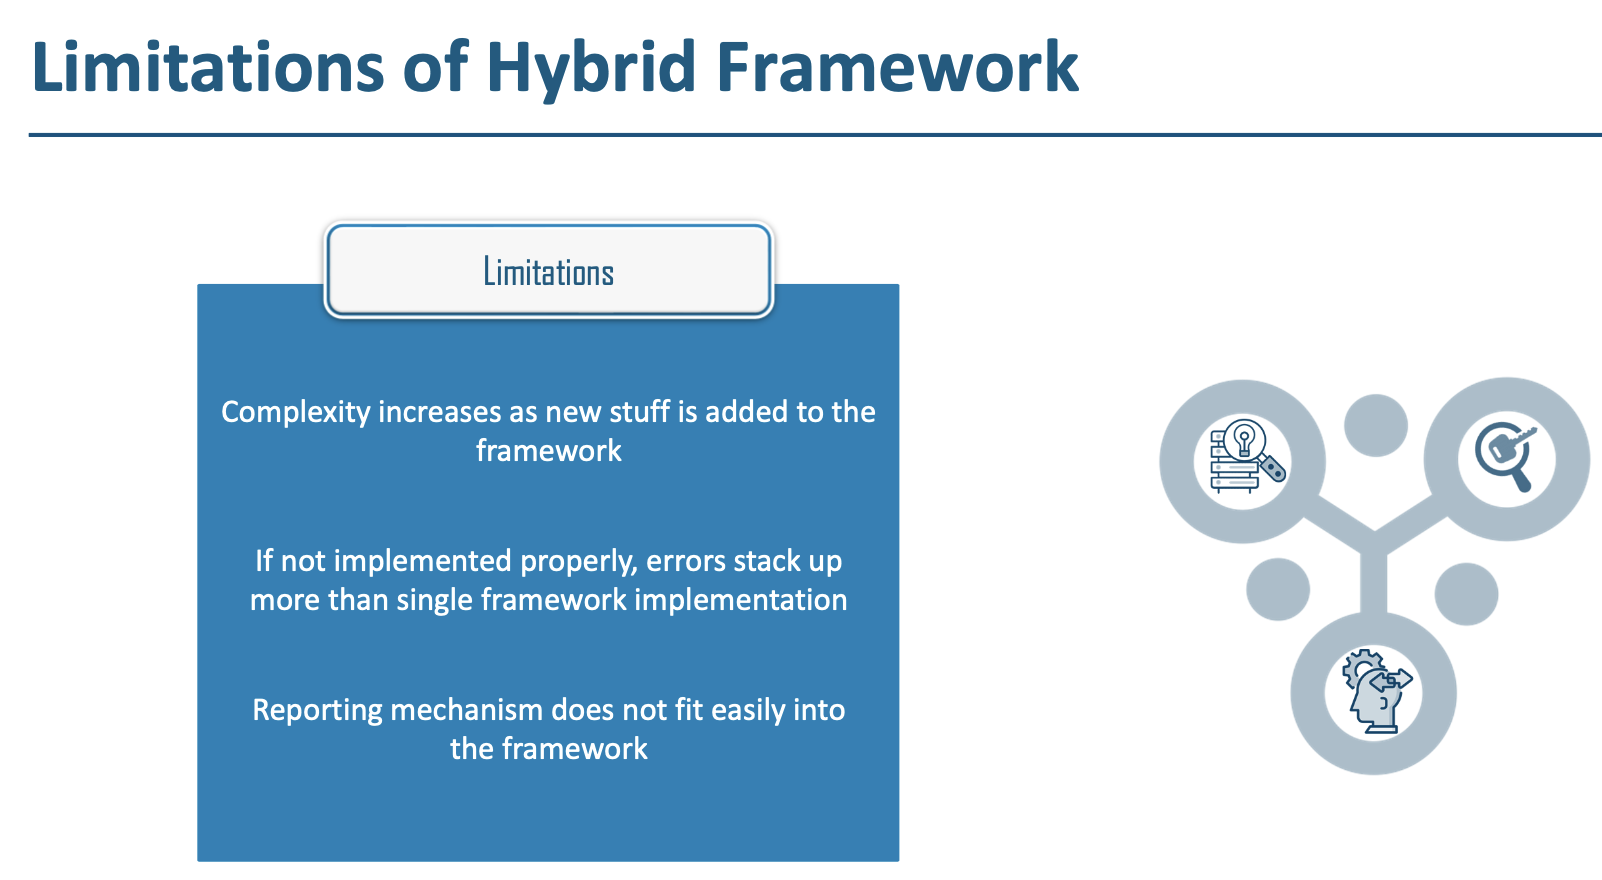 Limitations of Hybrid Framework
Limitations
Complexity increases as new stuff is added to the
framework
If not implemented properly, errors stack up
more than single framework implementation
Reporting mechanism does not fit easily into
the framework